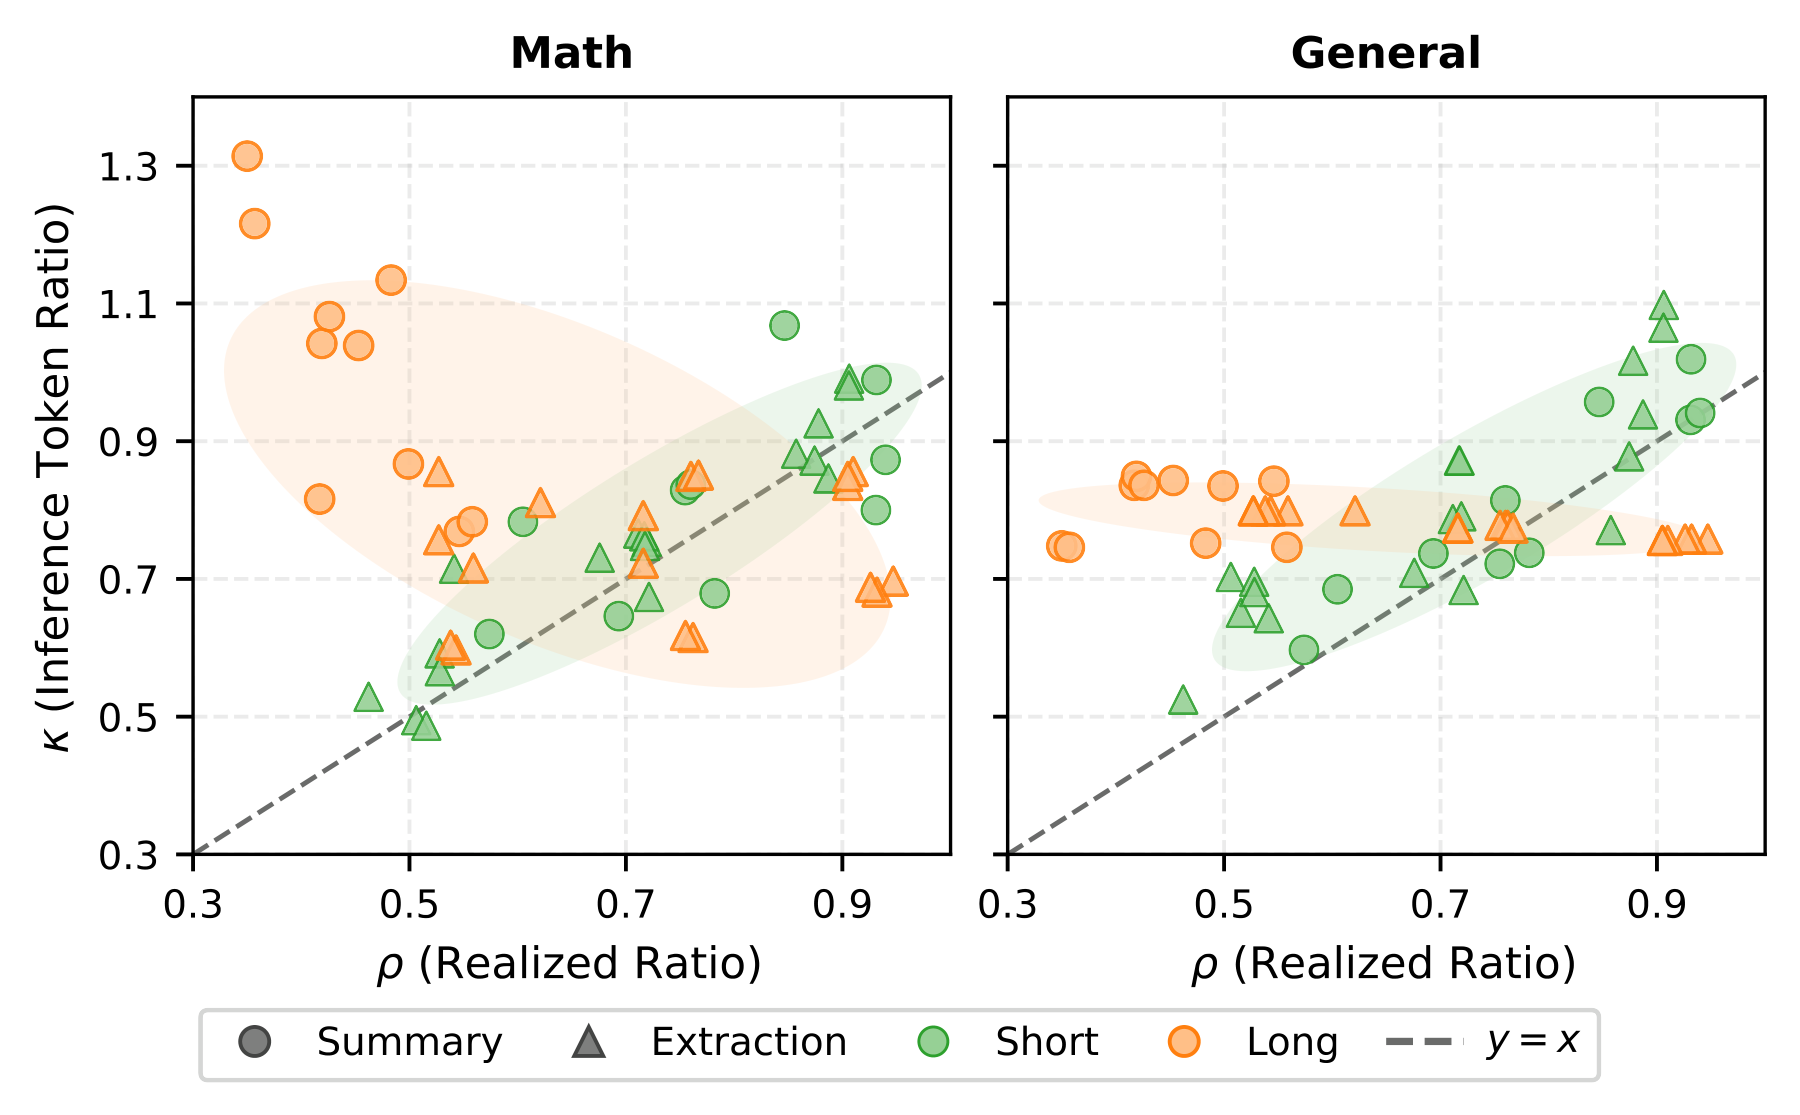 Math
General
κ (Inference Token Ratio)
1.3
1.1
0.9
0.7
0.5
0.3
0.3 0.5 0.7 0.9
0.3 0.5 0.7 0.9
ρ (Realized Ratio)
ρ (Realized Ratio)
Summary Extraction Short Long y = x